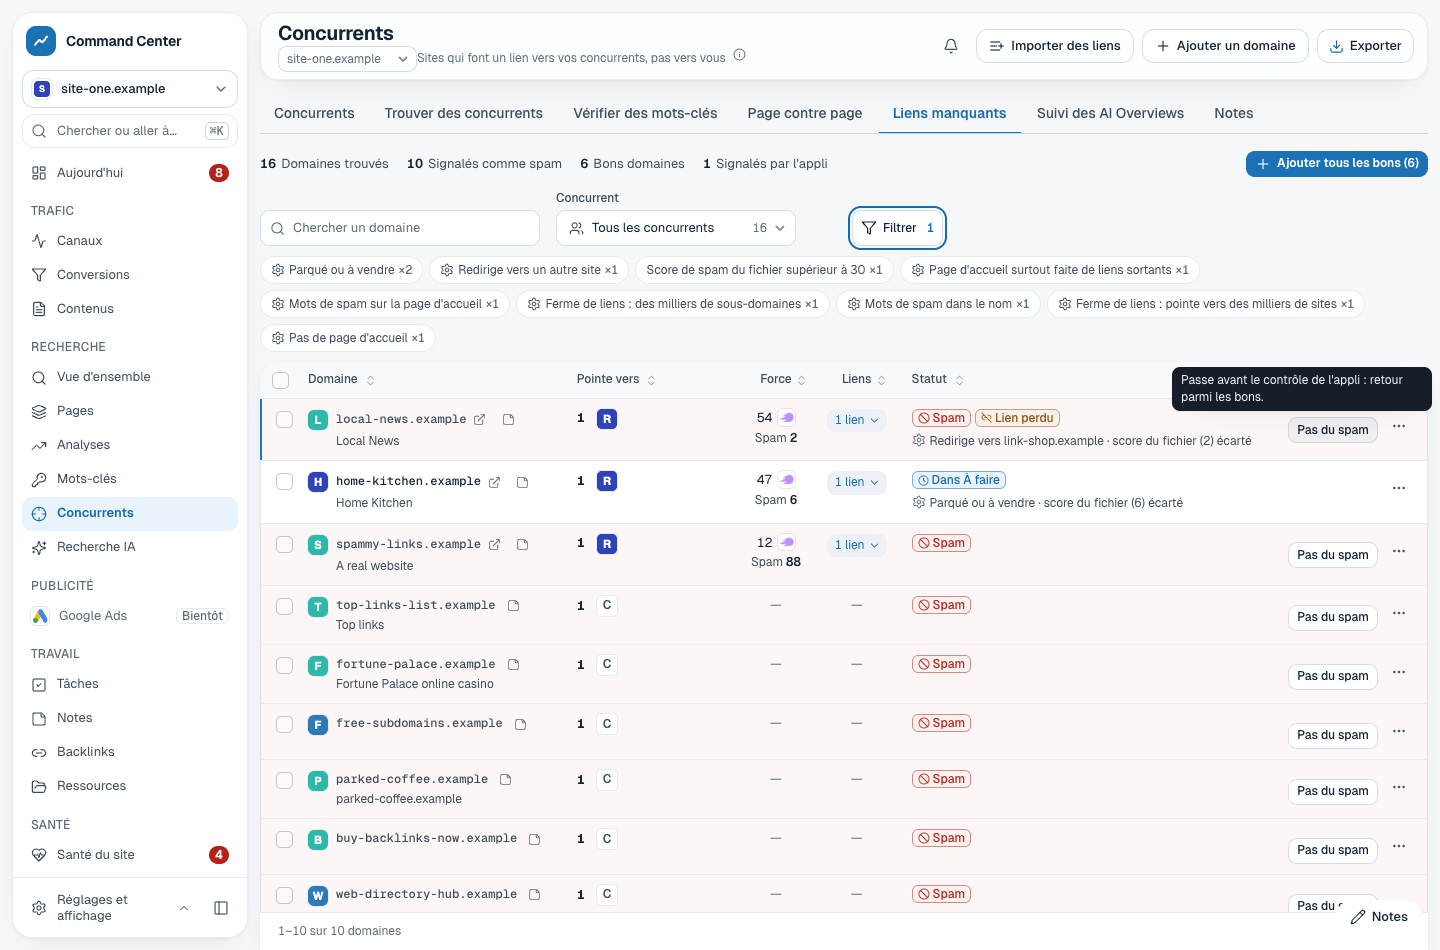 Command Center
S site-one.example
Chercher ou aller à... ⌘K
Aujourd'hui 8
TRAFIC
Canaux
Conversions
Contenus
RECHERCHE
Vue d'ensemble
Pages
Analyses
Mots-clés
Concurrents
Recherche IA
PUBLICITÉ
Google Ads Bientôt
TRAVAIL
Tâches
Notes
Backlinks
Ressources
SANTÉ
Santé du site 4
Réglages et
affichage
Concurrents
site-one.example Sites qui font un lien vers vos concurrents, pas vers vous
Importer des liens Ajouter un domaine Exporter
Concurrents Trouver des concurrents Vérifier des mots-clés Page contre page Liens manquants Suivi des AI Overviews Notes
16 Domaines trouvés 10 Signalés comme spam 6 Bons domaines 1 Signalés par l'appli
Ajouter tous les bons (6)
Concurrent
Chercher un domaine Tous les concurrents 16 Filtrer 1
Parqué ou à vendre ×2 Redirige vers un autre site ×1 Score de spam du fichier supérieur à 30 ×1 Page d'accueil surtout faite de liens sortants ×1
Mots de spam sur la page d'accueil ×1 Ferme de liens : des milliers de sous-domaines ×1 Mots de spam dans le nom ×1 Ferme de liens : pointe vers des milliers de sites ×1
Pas de page d'accueil ×1
Domaine Pointe vers Force Liens Statut
Passe avant le contrôle de l'appli : retour
parmi les bons.
L local-news.example 1 R 54 1 lien Spam Lien perdu Pas du spam
Local News Spam 2 Redirige vers link-shop.example · score du fichier (2) écarté
H home-kitchen.example 1 R 47 1 lien Dans À faire
Home Kitchen Spam 6 Parqué ou à vendre · score du fichier (6) écarté
S spammy-links.example 1 R 12 1 lien Spam Pas du spam
A real website Spam 88
T top-links-list.example 1 C — — Spam Pas du spam
Top links
F fortune-palace.example 1 C — — Spam Pas du spam
Fortune Palace online casino
F free-subdomains.example 1 C — — Spam Pas du spam
P parked-coffee.example 1 C — — Spam Pas du spam
parked-coffee.example
B buy-backlinks-now.example 1 C — — Spam Pas du spam
W web-directory-hub.example 1 C — — Spam Pas du
1–10 sur 10 domaines
Notes